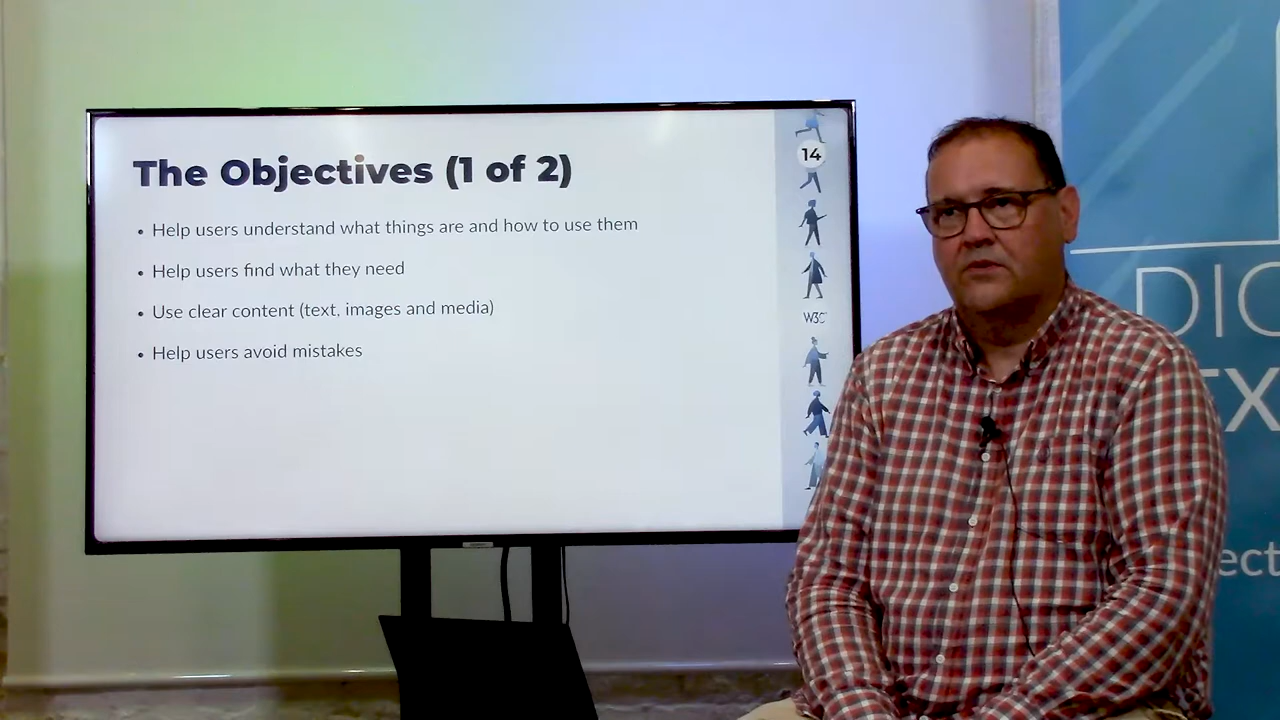 The Objectives (1 of 2)
14
• Help users understand what things are and how to use them
• Help users find what they need
• Use clear content (text, images and media)
• Help users avoid mistakes
W3C
DIG
EX
ect